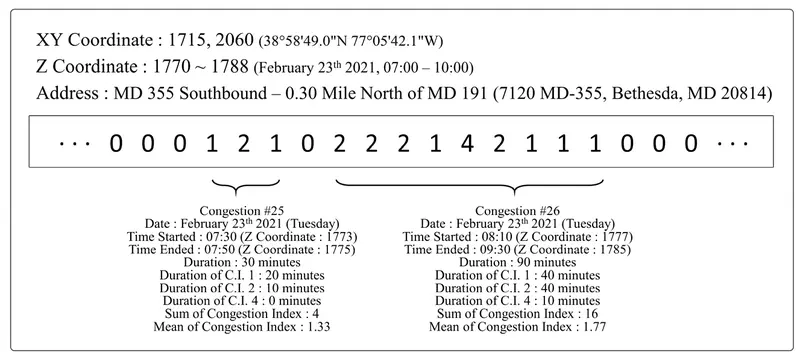 XY Coordinate : 1715, 2060 (38°58'49.0"N 77°05'42.1"W)
Z Coordinate : 1770 ~ 1788 (February 23th 2021, 07:00 – 10:00)
Address : MD 355 Southbound – 0.30 Mile North of MD 191 (7120 MD-355, Bethesda, MD 20814)
··· 0 0 0 1 2 1 0 2 2 2 1 4 2 1 1 1 0 0 0 ···
Congestion #25
Date : February 23th 2021 (Tuesday)
Time Started : 07:30 (Z Coordinate : 1773)
Time Ended : 07:50 (Z Coordinate : 1775)
Duration : 30 minutes
Duration of C.I. 1 : 20 minutes
Duration of C.I. 2 : 10 minutes
Duration of C.I. 4 : 0 minutes
Sum of Congestion Index : 4
Mean of Congestion Index : 1.33
Congestion #26
Date : February 23th 2021 (Tuesday)
Time Started : 08:10 (Z Coordinate : 1777)
Time Ended : 09:30 (Z Coordinate : 1785)
Duration : 90 minutes
Duration of C.I. 1 : 40 minutes
Duration of C.I. 2 : 40 minutes
Duration of C.I. 4 : 10 minutes
Sum of Congestion Index : 16
Mean of Congestion Index : 1.77